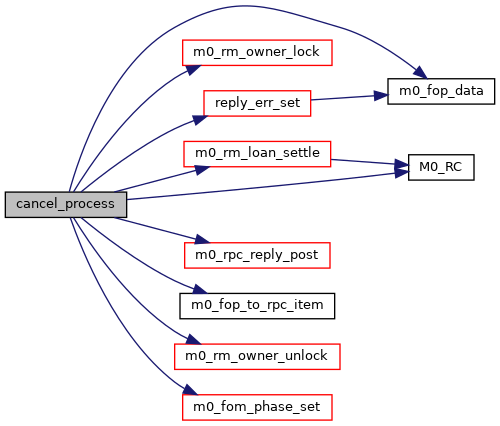 m0_rm_owner_lock
m0_fop_data
reply_err_set
m0_rm_loan_settle
M0_RC
cancel_process
m0_rpc_reply_post
m0_fop_to_rpc_item
m0_rm_owner_unlock
m0_fom_phase_set